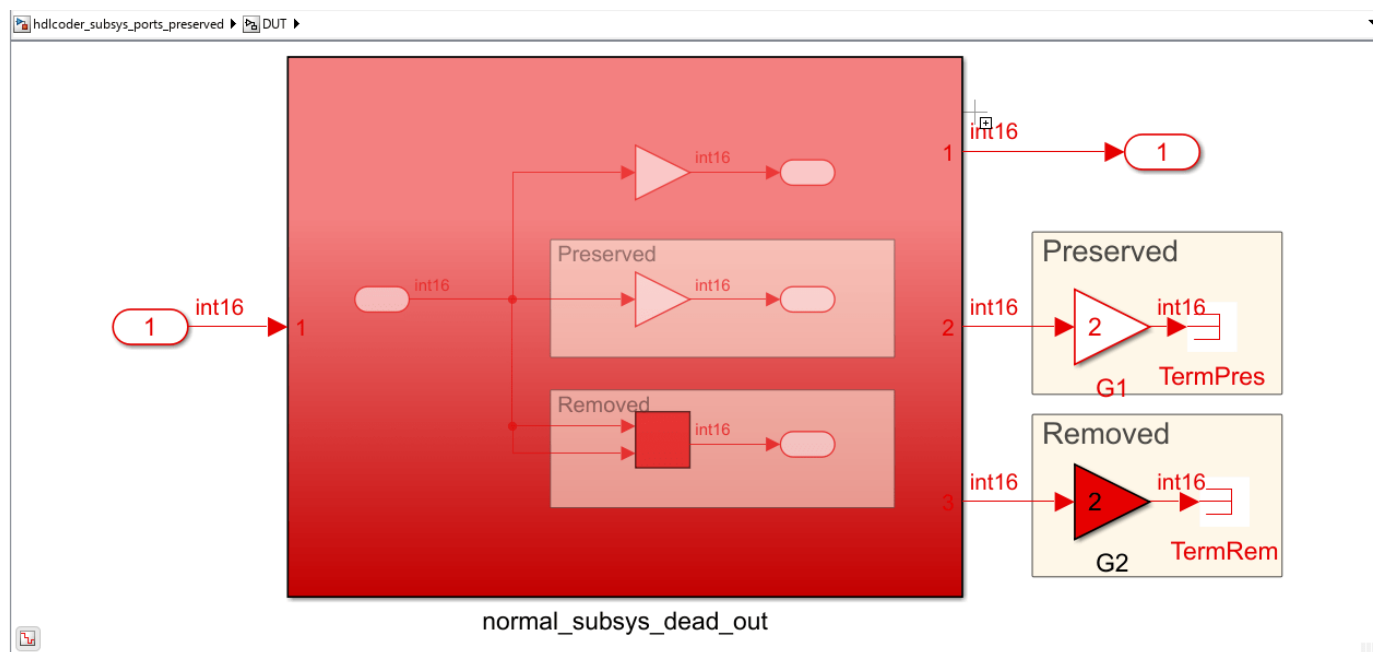 hdlcoder_subsys_ports_preserved DUT
int16
1
1
int16
int16
Preserved
int16
Removed
int16
1
2
3
normal_subsys_dead_out
int16
1
int16
Preserved
2
int16
G1
TermPres
int16
Removed
2
int16
G2
TermRem